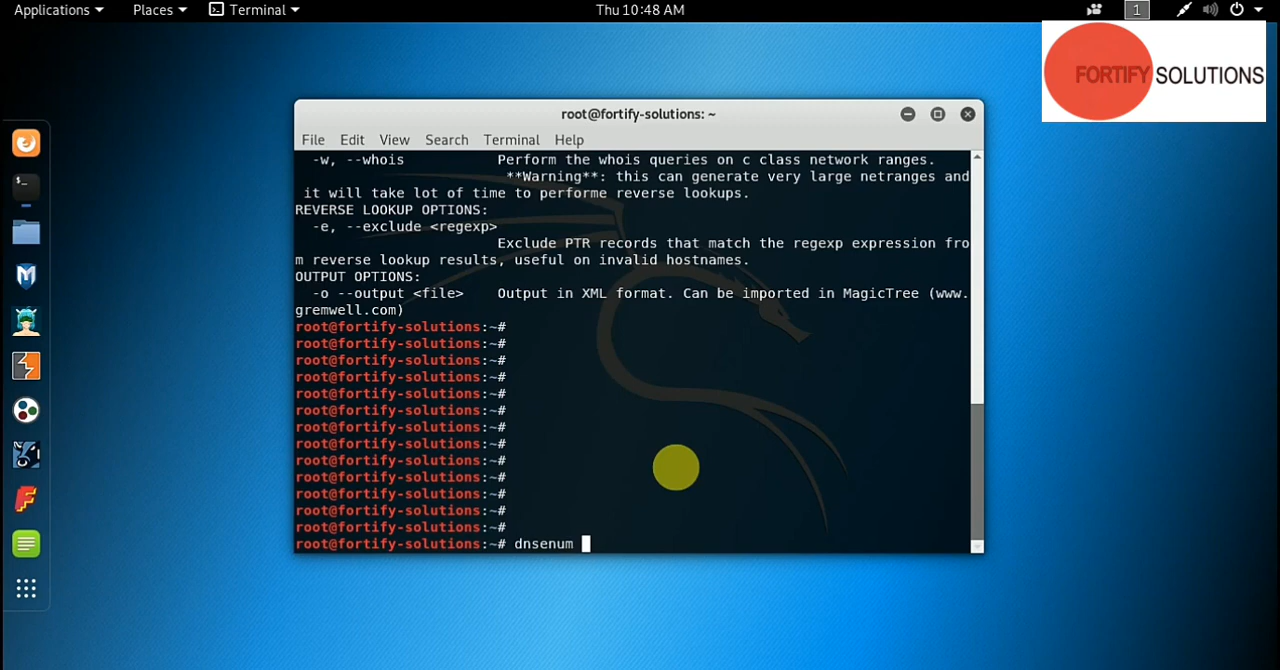 Applications Places Terminal Thu 10:48 AM 1
FORTIFY SOLUTIONS
root@fortify-solutions: ~
File Edit View Search Terminal Help
-w, --whois Perform the whois queries on c class network ranges.
**Warning**: this can generate very large netranges and
it will take lot of time to performe reverse lookups.
REVERSE LOOKUP OPTIONS:
-e, --exclude <regexp>
Exclude PTR records that match the regexp expression fro
m reverse lookup results, useful on invalid hostnames.
OUTPUT OPTIONS:
-o --output <file> Output in XML format. Can be imported in MagicTree (www.
gremwell.com)
root@fortify-solutions:~#
root@fortify-solutions:~#
root@fortify-solutions:~#
root@fortify-solutions:~#
root@fortify-solutions:~#
root@fortify-solutions:~#
root@fortify-solutions:~#
root@fortify-solutions:~#
root@fortify-solutions:~#
root@fortify-solutions:~#
root@fortify-solutions:~#
root@fortify-solutions:~#
root@fortify-solutions:~#
root@fortify-solutions:~# dnsenum